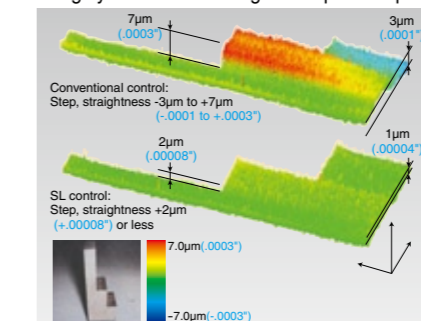 7μm
(.0003")
3μm
(.0001")
Conventional control:
Step, straightness -3μm to +7μm
(-.0001 to +.0003")
2μm
(.00008")
1μm
(.00004")
SL control:
Step, straightness +2μm
(+.00008") or less
7.0μm(.0003")
-7.0μm(-.0003")